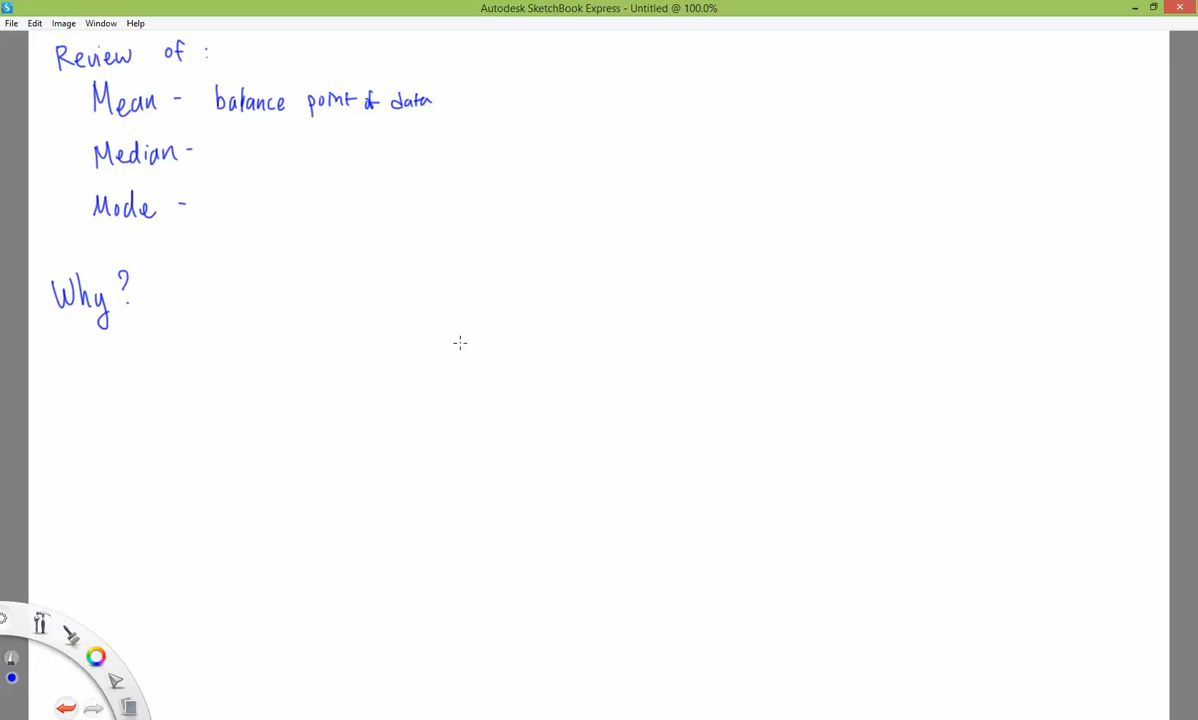 Autodesk SketchBook Express - Untitled @ 100.0%
File Edit Image Window Help
Review of :
Mean - balance point of data
Median -
Mode -
Why?